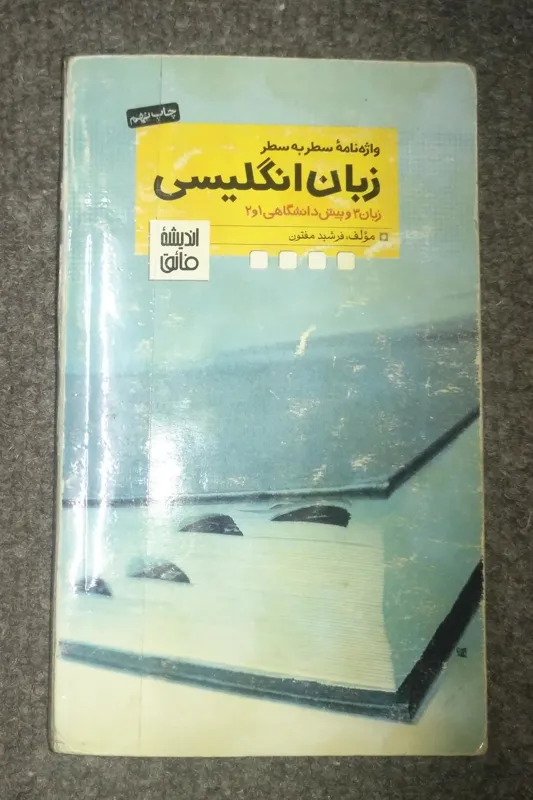 چاپ نهم
واژه‌نامهٔ سطر به سطر
زبان انگلیسی
زبان ۳ و پیش‌دانشگاهی ۱ و ۲
مؤلف: فرشید مفتون
اندیشهٔ
فائق